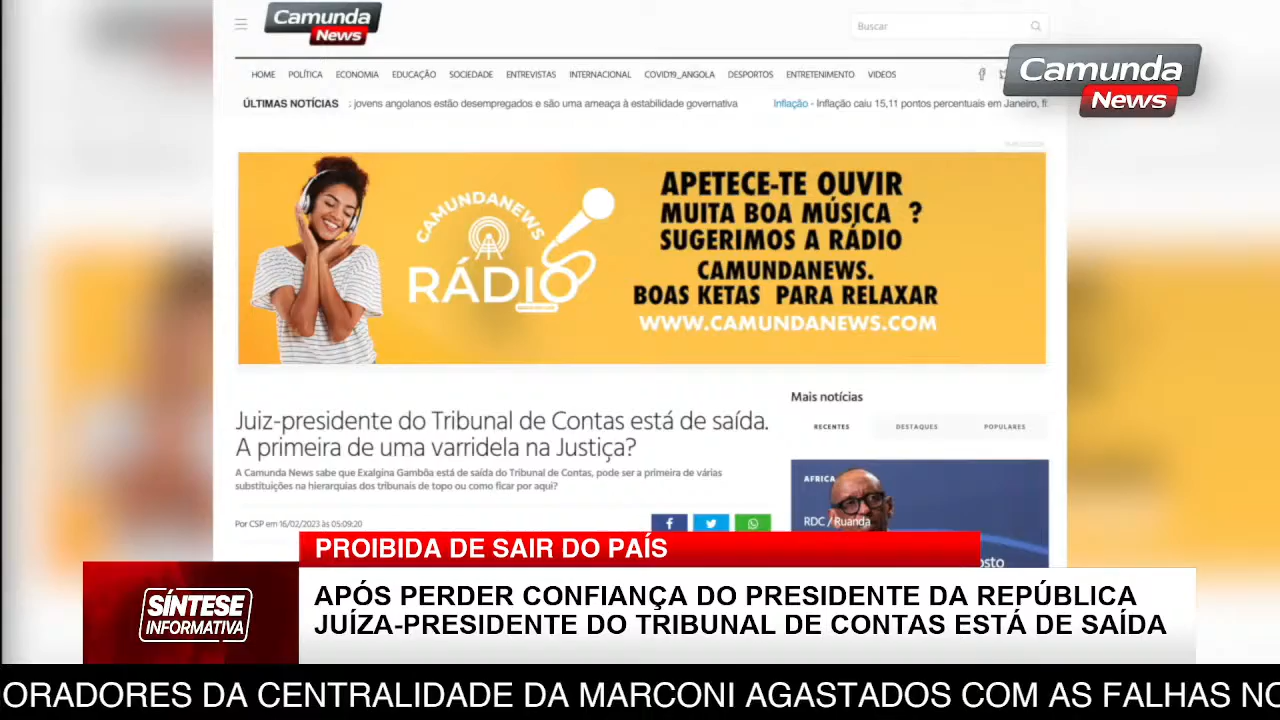 Camunda
News
Buscar
Camunda
News
HOME POLÍTICA ECONOMIA EDUCAÇÃO SOCIEDADE ENTREVISTAS INTERNACIONAL COVID19_ANGOLA DESPORTOS ENTRETENIMENTO VIDEOS
ÚLTIMAS NOTÍCIAS ; jovens angolanos estão desempregados e são uma ameaça à estabilidade governativa Inflação - Inflação caiu 15,11 pontos percentuais em Janeiro, fi
CAMUNDANEWS
RÁDIO
APETECE-TE OUVIR
MUITA BOA MÚSICA ?
SUGERIMOS A RÁDIO
CAMUNDANEWS.
BOAS KETAS PARA RELAXAR
WWW.CAMUNDANEWS.COM
Juiz-presidente do Tribunal de Contas está de saída.
A primeira de uma varridela na Justiça?
A Camunda News sabe que Exalgina Gambôa está de saída do Tribunal de Contas, pode ser a primeira de várias
substituições na hierarquias dos tribunais de topo ou como ficar por aqui?
Por CSP em 16/02/2023 às 05:09:20
Mais notícias
RECENTES DESTAQUES POPULARES
AFRICA
RDC / Ruanda
osto
PROIBIDA DE SAIR DO PAÍS
SÍNTESE
INFORMATIVA
APÓS PERDER CONFIANÇA DO PRESIDENTE DA REPÚBLICA
JUÍZA-PRESIDENTE DO TRIBUNAL DE CONTAS ESTÁ DE SAÍDA
ORADORES DA CENTRALIDADE DA MARCONI AGASTADOS COM AS FALHAS NO